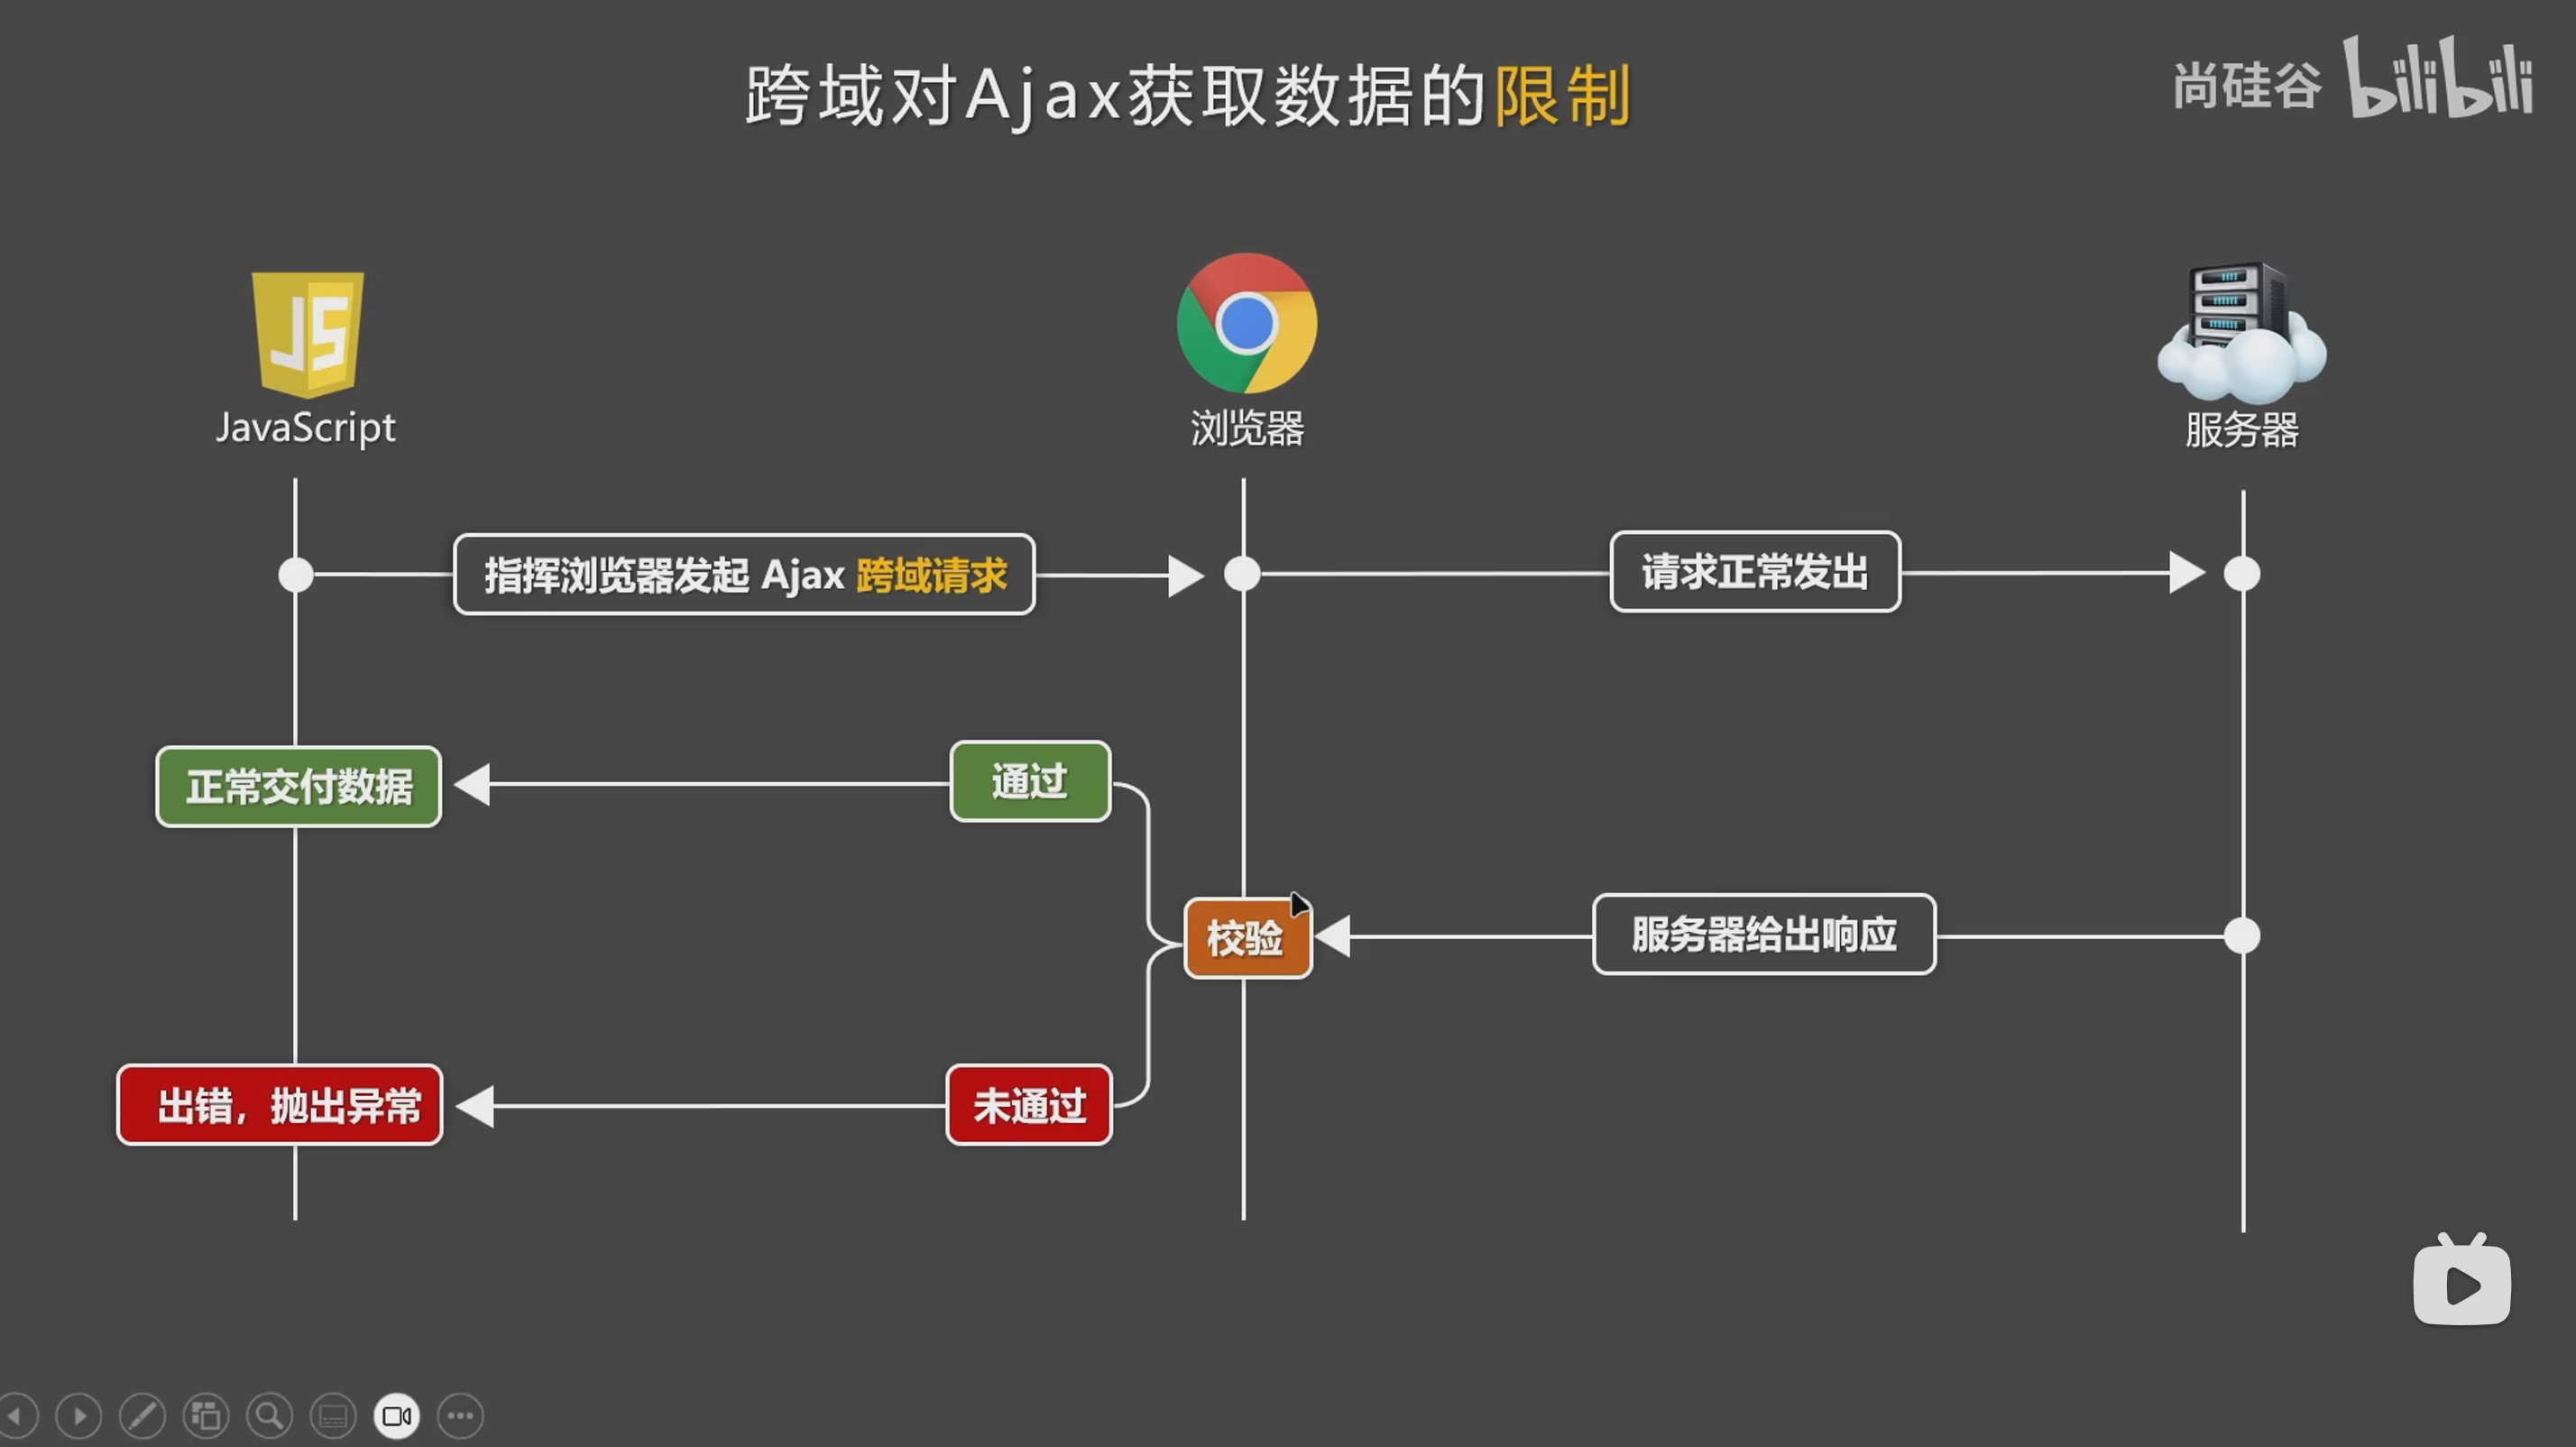 跨域对Ajax获取数据的限制
尚硅谷 bilibili
JS
JavaScript
浏览器
服务器
指挥浏览器发起 Ajax 跨域请求
请求正常发出
正常交付数据
通过
校验
服务器给出响应
出错，抛出异常
未通过